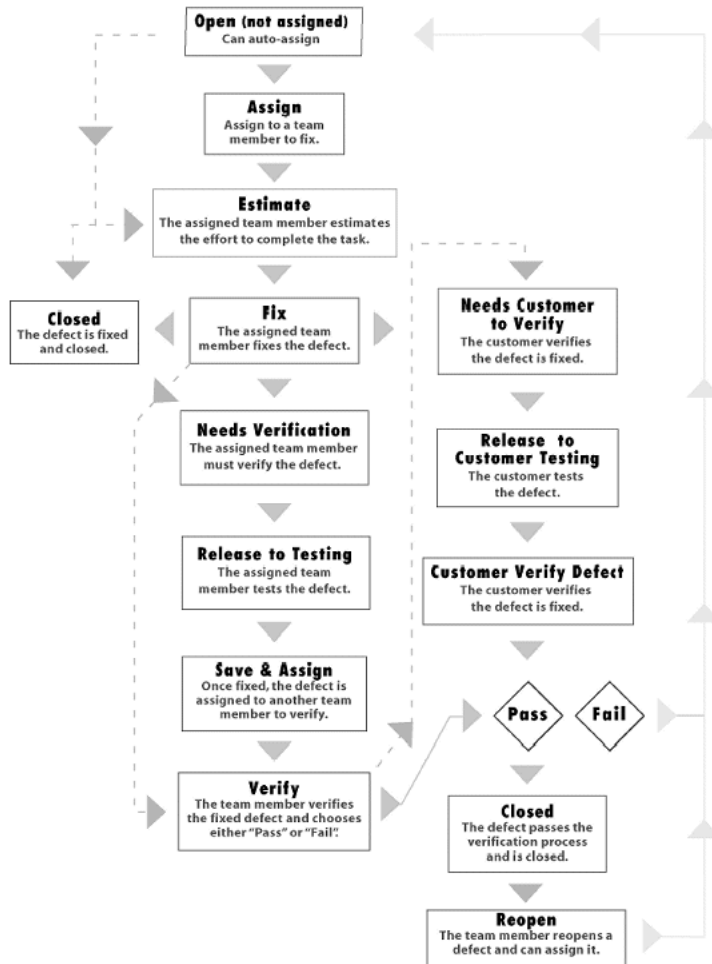 Open (not assigned)
Can auto-assign
Assign
Assign to a team
member to fix.
Estimate
The assigned team member estimates
the effort to complete the task.
Closed
The defect is fixed
and closed.
Fix
The assigned team
member fixes the defect.
Needs Verification
The assigned team member
must verify the defect.
Release to Testing
The assigned team
member tests the defect.
Save & Assign
Once fixed, the defect is
assigned to another team
member to verify.
Verify
The team member verifies
the fixed defect and chooses
either “Pass” or “Fail”.
Needs Customer
to Verify
The customer verifies
the defect is fixed.
Release to
Customer Testing
The customer tests
the defect.
Customer Verify Defect
The customer verifies
the defect is fixed.
Pass
Fail
Closed
The defect passes the
verification process
and is closed.
Reopen
The team member reopens a
defect and can assign it.